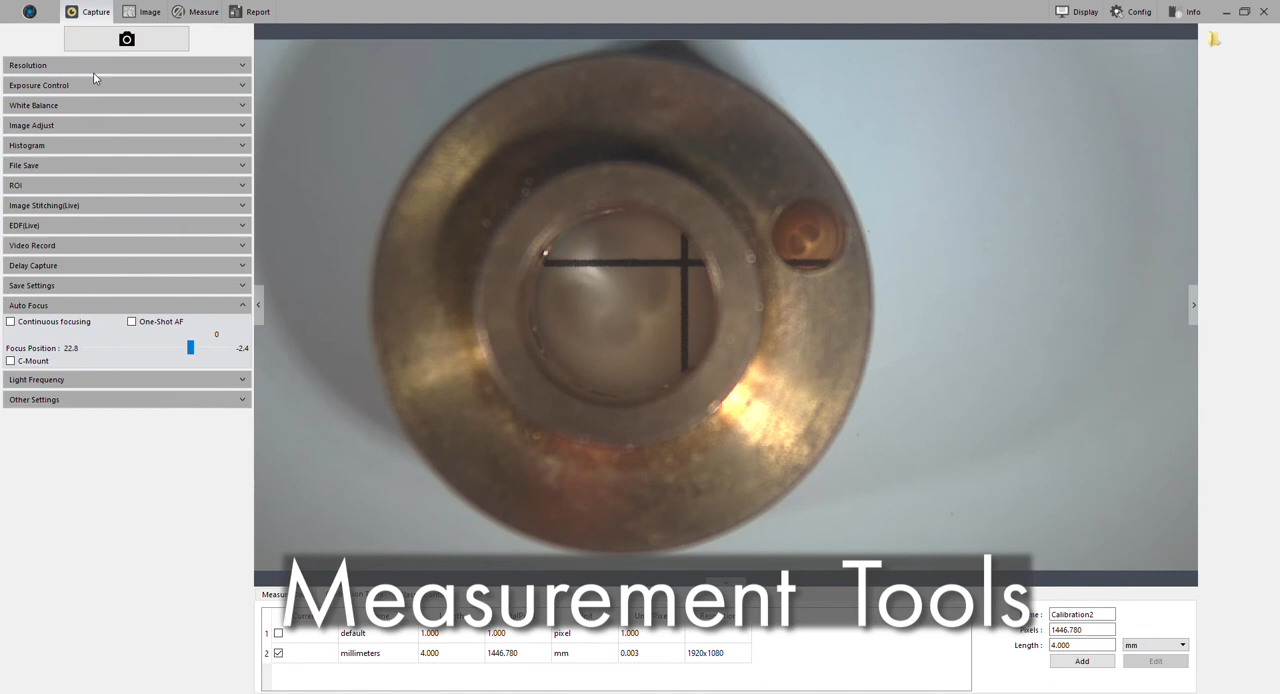 Capture Image Measure Report Display Config Info
Resolution
Exposure Control
White Balance
Image Adjust
Histogram
File Save
ROI
Image Stitching(Live)
EDF(Live)
Video Record
Delay Capture
Save Settings
Auto Focus
Continuous focusing One-Shot AF
0
Focus Position : 22.8 -2.4
C-Mount
Light Frequency
Other Settings
Measurement Tools
1 default 1.000 1.000 pixel 1.000
2 millimeters 4.000 1446.780 mm 0.003 1920x1080
Calibration2
Pixels : 1446.780
Length : 4.000 mm
Add Edit